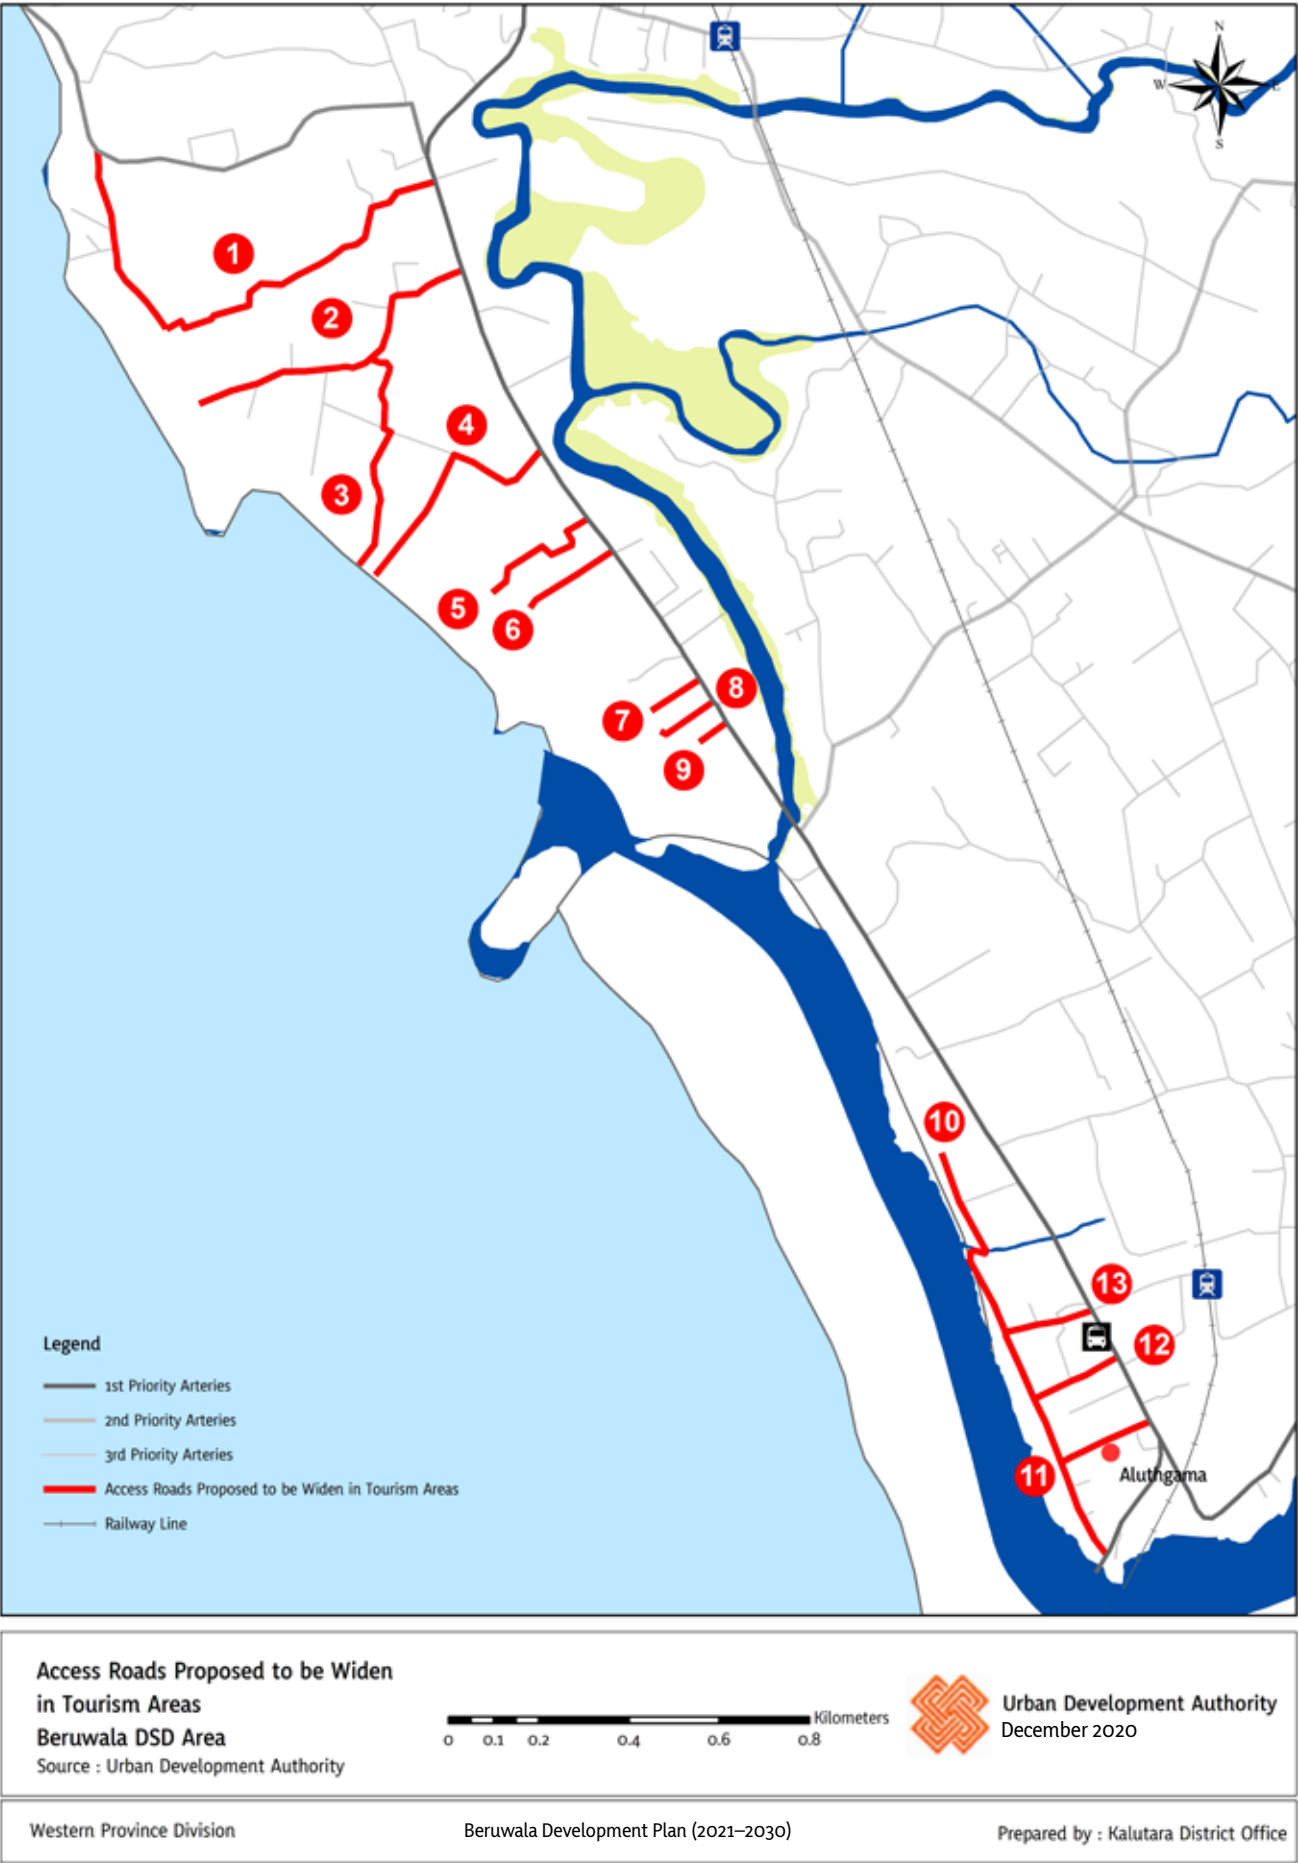 N
W
E
S
1
2
4
3
5
6
8
7
9
10
13
12
11
Aluthgama
Legend
1st Priority Arteries
2nd Priority Arteries
3rd Priority Arteries
Access Roads Proposed to be Widen in Tourism Areas
Railway Line
Access Roads Proposed to be Widen
in Tourism Areas
Beruwala DSD Area
Source : Urban Development Authority
Kilometers
0 0.1 0.2 0.4 0.6 0.8
Urban Development Authority
December 2020
Western Province Division
Beruwala Development Plan (2021–2030)
Prepared by : Kalutara District Office